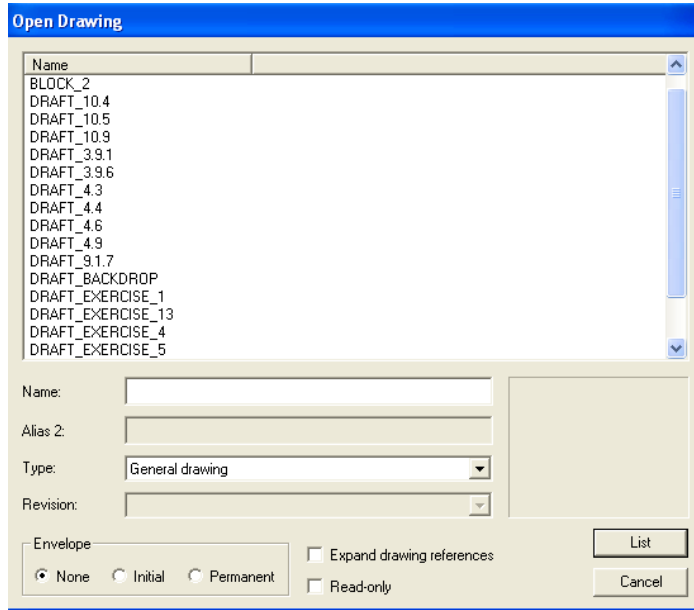 Open Drawing
Name
BLOCK_2
DRAFT_10.4
DRAFT_10.5
DRAFT_10.9
DRAFT_3.9.1
DRAFT_3.9.6
DRAFT_4.3
DRAFT_4.4
DRAFT_4.6
DRAFT_4.9
DRAFT_9.1.7
DRAFT_BACKDROP
DRAFT_EXERCISE_1
DRAFT_EXERCISE_13
DRAFT_EXERCISE_4
DRAFT_EXERCISE_5
Name:
Alias 2:
Type: General drawing
Revision:
Envelope
None Initial Permanent
Expand drawing references
Read-only
List
Cancel